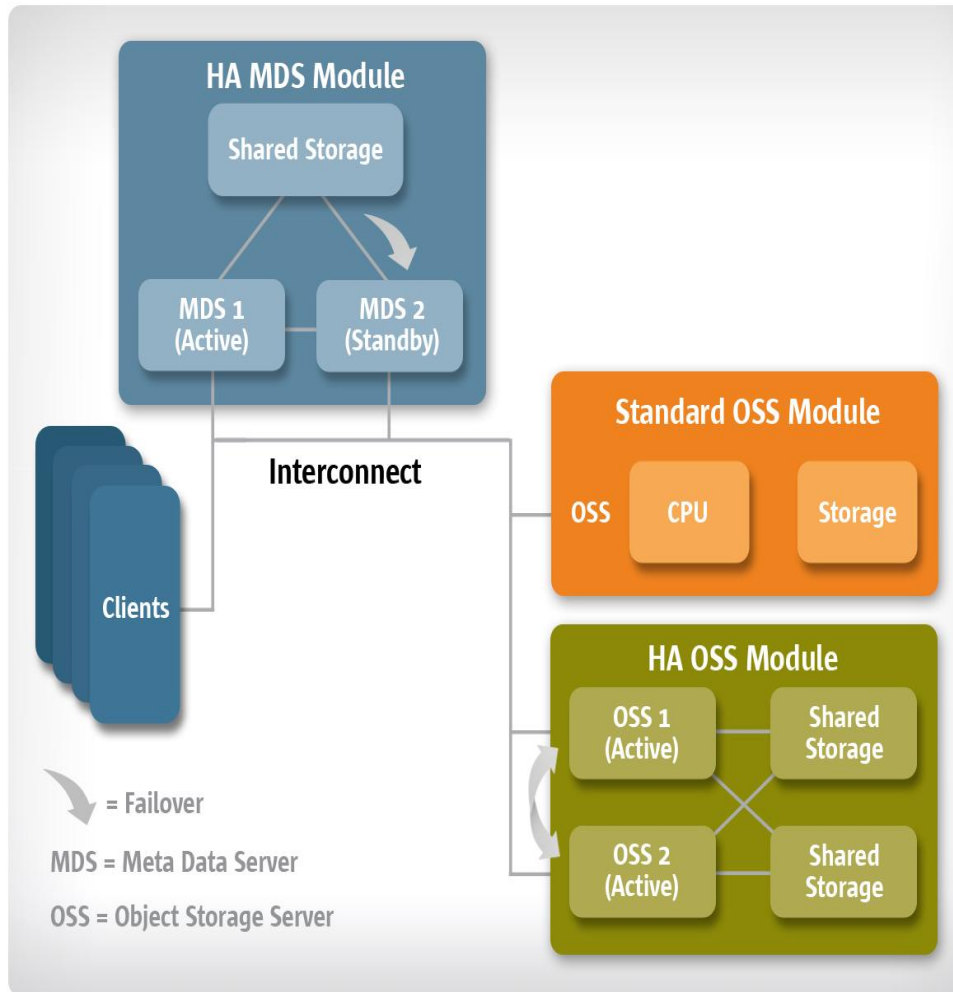 HA MDS Module
Shared Storage
MDS 1
(Active)
MDS 2
(Standby)
Interconnect
Clients
Standard OSS Module
OSS
CPU
Storage
HA OSS Module
OSS 1
(Active)
Shared
Storage
OSS 2
(Active)
Shared
Storage
= Failover
MDS = Meta Data Server
OSS = Object Storage Server